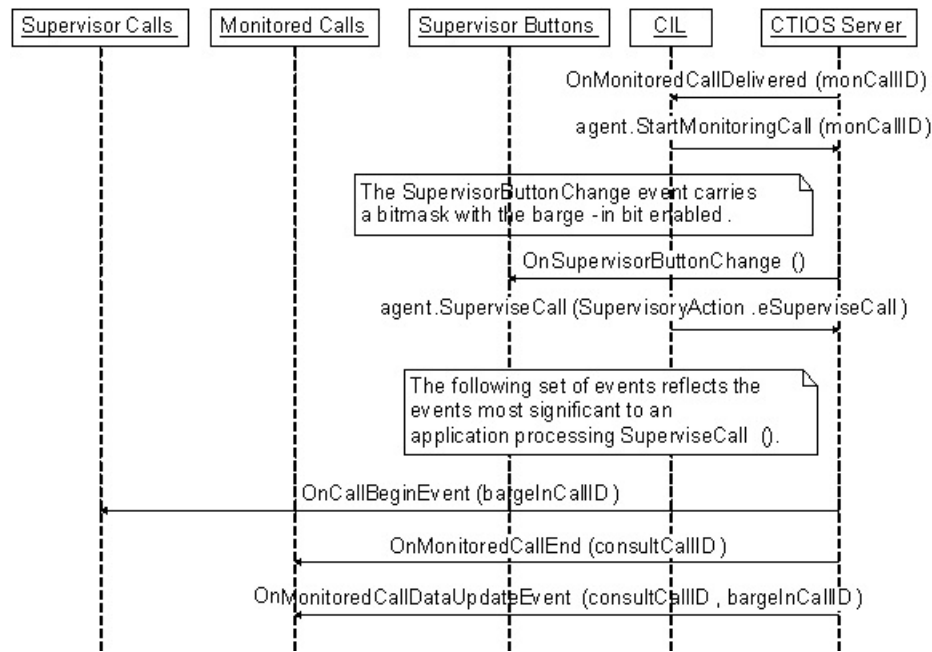 Supervisor Calls
Monitored Calls
Supervisor Buttons
CIL
CTIOS Server
OnMonitoredCallDelivered (monCallID)
agent.StartMonitoringCall (monCallID)
The SupervisorButtonChange event carries
a bitmask with the barge -in bit enabled .
OnSupervisorButtonChange ()
agent.SuperviseCall (SupervisoryAction .eSuperviseCall )
The following set of events reflects the
events most significant to an
application processing SuperviseCall ().
OnCallBeginEvent (bargeInCallID )
OnMonitoredCallEnd (consultCallID )
OnMonitoredCallDataUpdateEvent (consultCallID , bargeInCallID )